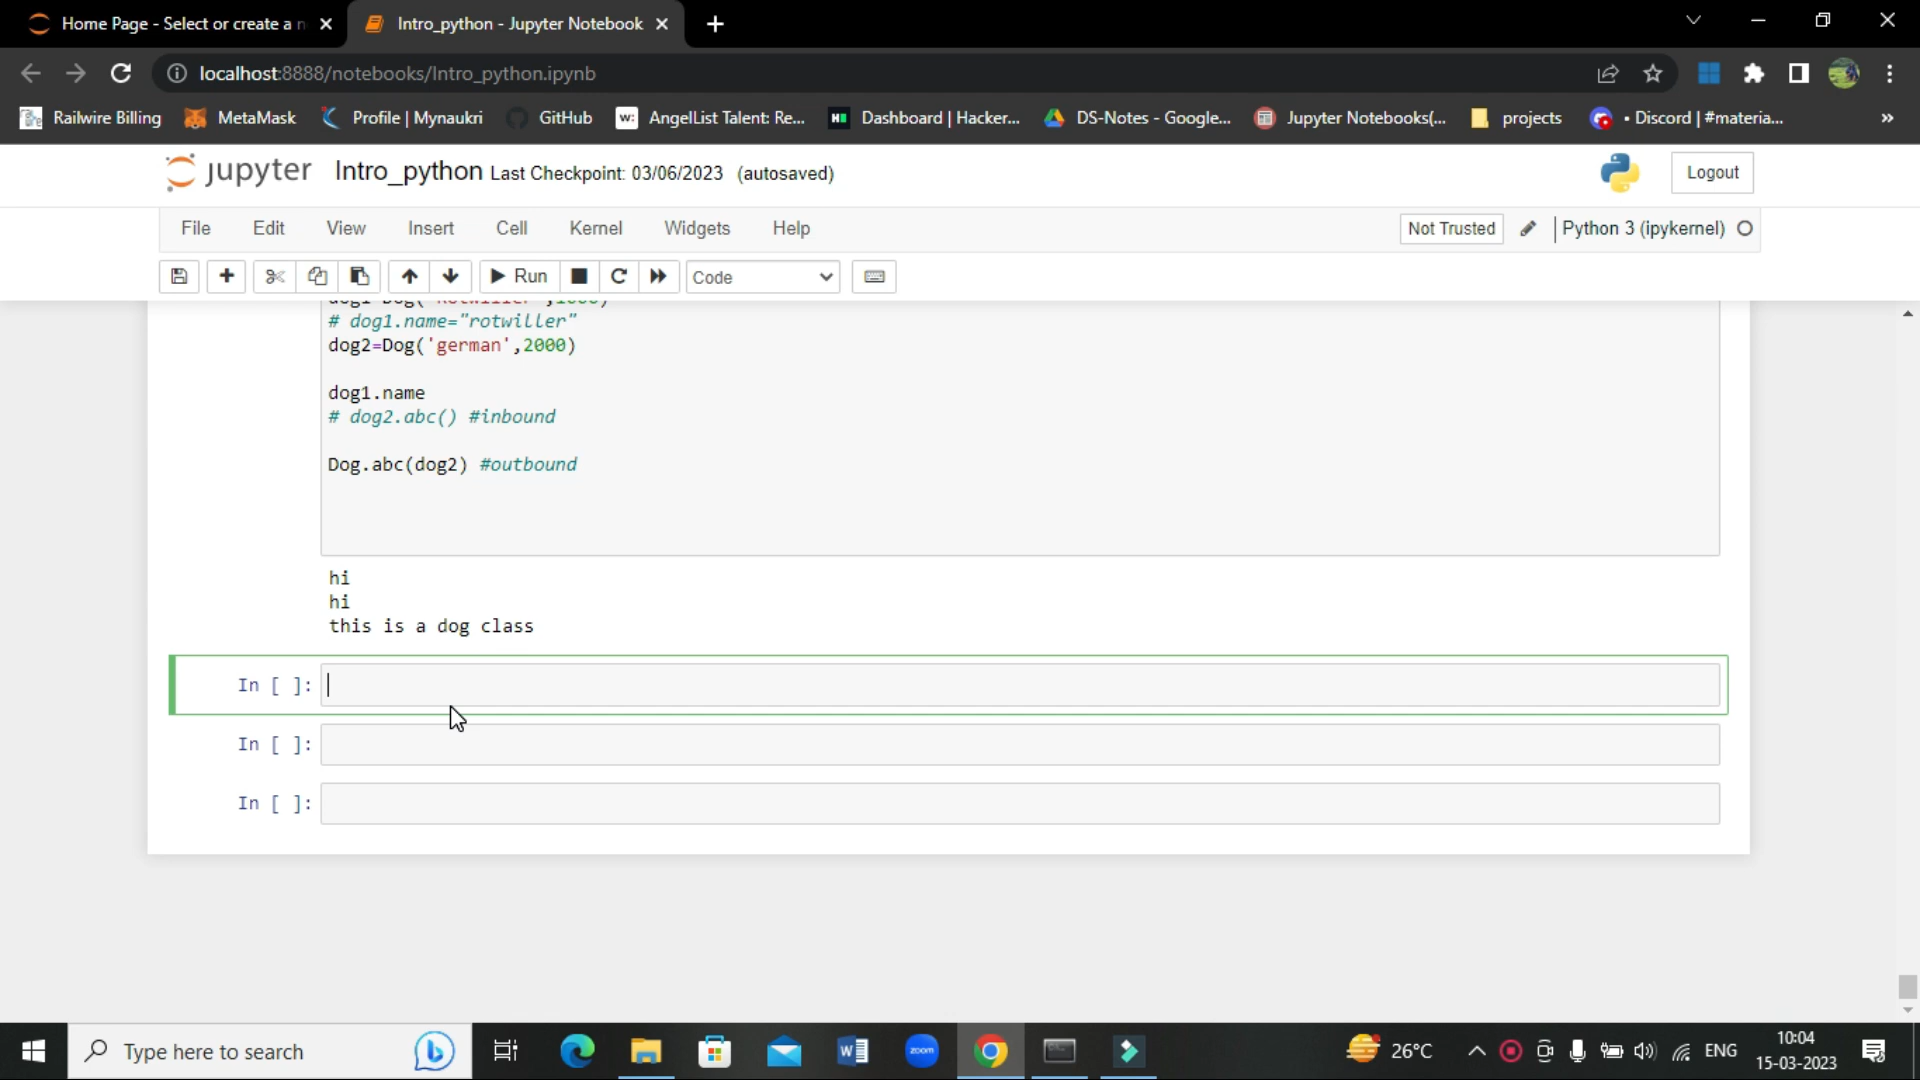 Home Page - Select or create a n
Intro_python - Jupyter Notebook
localhost:8888/notebooks/Intro_python.ipynb
Railwire Billing MetaMask Profile | Mynaukri GitHub AngelList Talent: Re... Dashboard | Hacker... DS-Notes - Google... Jupyter Notebooks(... projects • Discord | #materia... »
jupyter Intro_python Last Checkpoint: 03/06/2023 (autosaved) Logout
File Edit View Insert Cell Kernel Widgets Help Not Trusted Python 3 (ipykernel)
Run Code
# dog1.name="rotwiller"
dog2=Dog('german',2000)
dog1.name
# dog2.abc() #inbound
Dog.abc(dog2) #outbound
hi
hi
this is a dog class
In [ ]:
In [ ]:
In [ ]:
Type here to search zoom 26°C ENG 10:04
15-03-2023